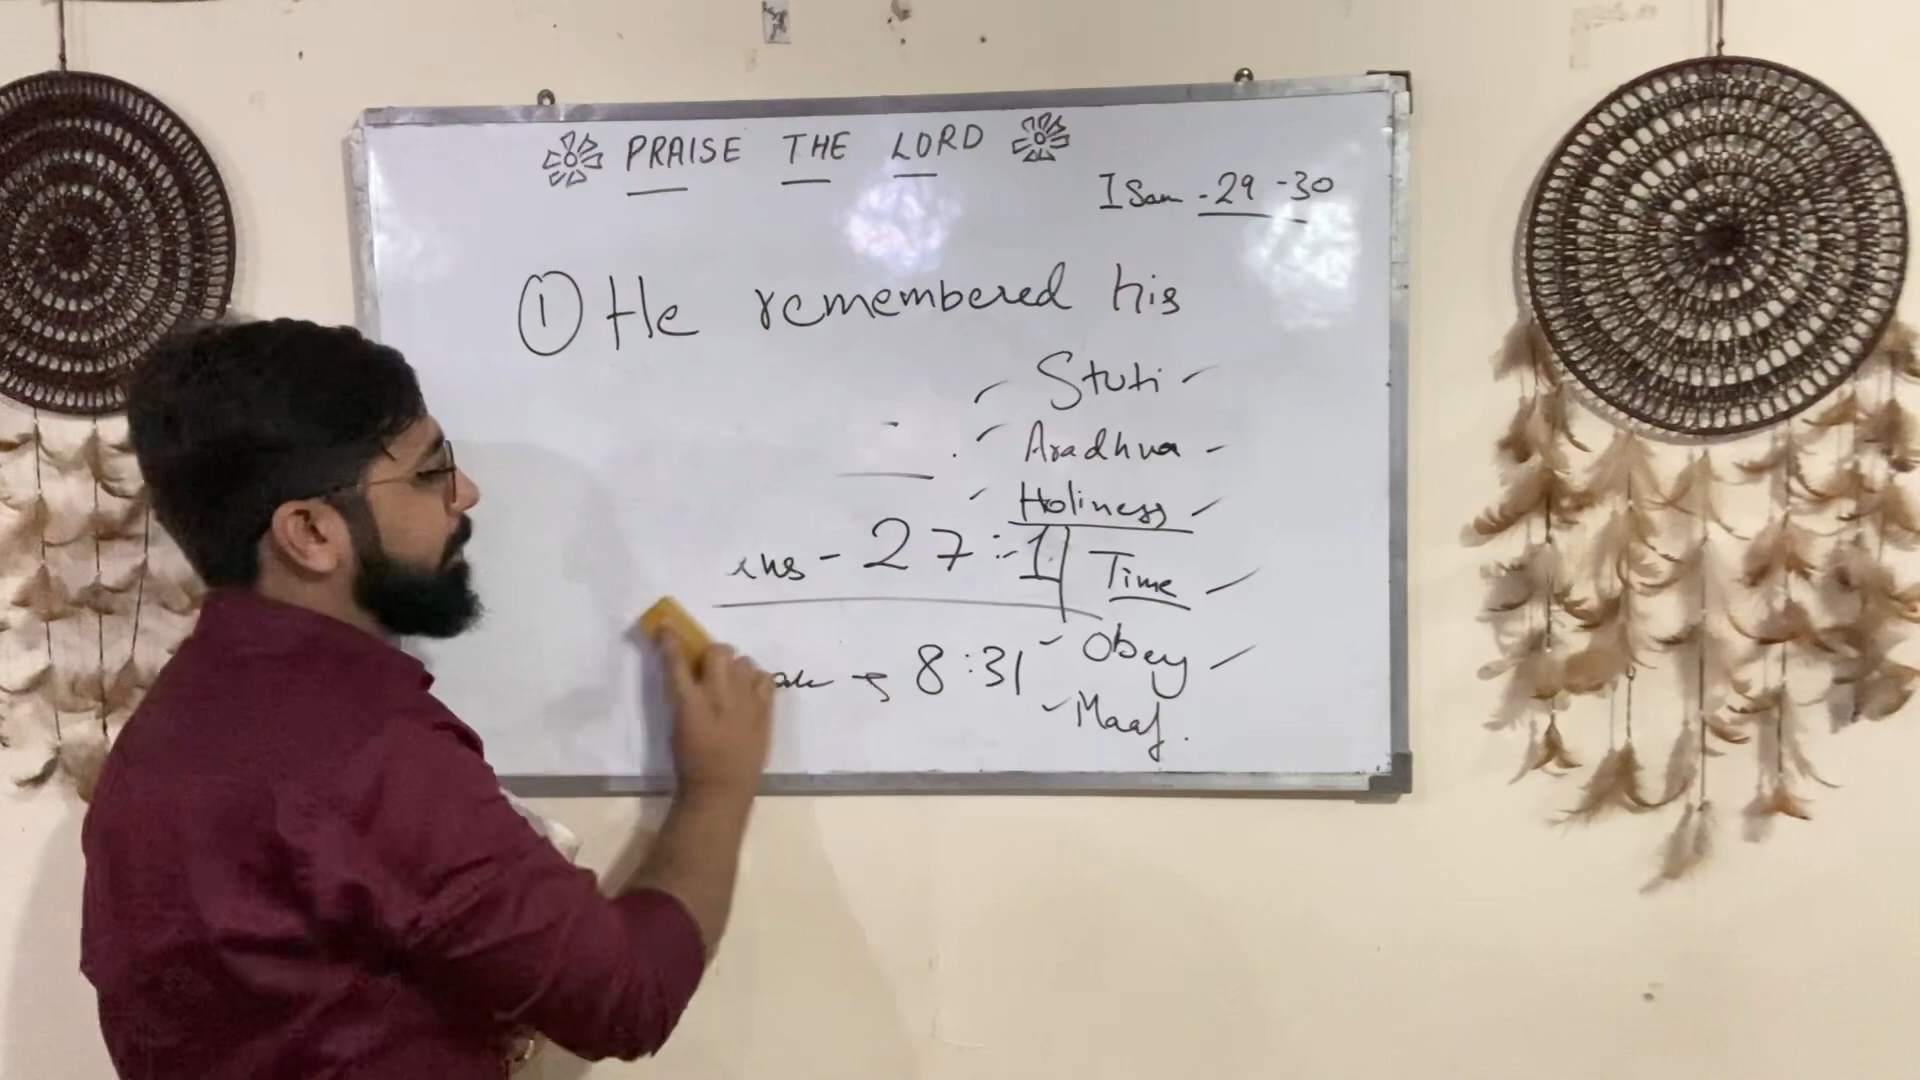 PRAISE THE LORD
I Sam - 29 - 30
① He remembered his
Stuti
Aradhna
Holiness
- 27 :- 1
Time
8:31
Obey
Maaf.